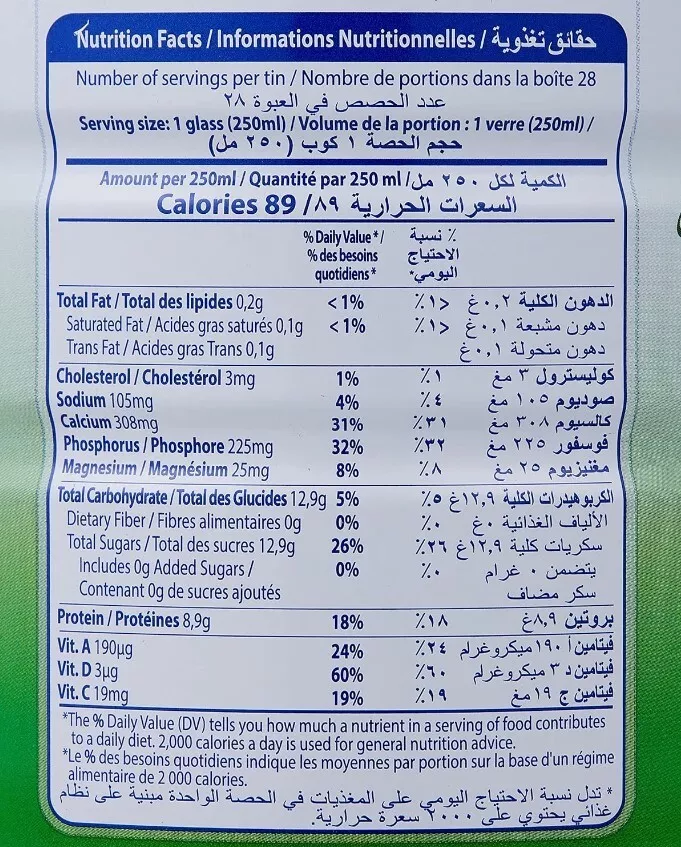 Nutrition Facts / Informations Nutritionnelles / حقائق تغذوية
Number of servings per tin / Nombre de portions dans la boîte 28
عدد الحصص في العبوة ٢٨
Serving size: 1 glass (250ml) / Volume de la portion : 1 verre (250ml) /
حجم الحصة ١ كوب (٢٥٠ مل)
Amount per 250ml / Quantité par 250 ml / الكمية لكل ٢٥٠ مل
Calories 89 / السعرات الحرارية ٨٩
% Daily Value* / ٪ نسبة
% des besoins الاحتياج
quotidiens* اليومي*
Total Fat / Total des lipides 0,2g <1% ٪١> الدهون الكلية ٠,٢غ
Saturated Fat / Acides gras saturés 0,1g <1% ٪١> دهون مشبعة ٠,١غ
Trans Fat / Acides gras Trans 0,1g دهون متحولة ٠,١غ
Cholesterol / Cholestérol 3mg 1% ٪١ كوليسترول ٣ مغ
Sodium 105mg 4% ٪٤ صوديوم ١٠٥ مغ
Calcium 308mg 31% ٪٣١ كالسيوم ٣٠٨ مغ
Phosphorus / Phosphore 225mg 32% ٪٣٢ فوسفور ٢٢٥ مغ
Magnesium / Magnésium 25mg 8% ٪٨ مغنيزيوم ٢٥ مغ
Total Carbohydrate / Total des Glucides 12,9g 5% ٪٥ الكربوهيدرات الكلية ١٢,٩غ
Dietary Fiber / Fibres alimentaires 0g 0% ٪٠ الألياف الغذائية ٠غ
Total Sugars / Total des sucres 12,9g 26% ٪٢٦ سكريات كلية ١٢,٩غ
Includes 0g Added Sugars / 0% ٪٠ يتضمن ٠ غرام
Contenant 0g de sucres ajoutés سكر مضاف
Protein / Protéines 8,9g 18% ٪١٨ بروتين ٨,٩غ
Vit. A 190µg 24% ٪٢٤ فيتامين أ ١٩٠ ميكروغرام
Vit. D 3µg 60% ٪٦٠ فيتامين د ٣ ميكروغرام
Vit. C 19mg 19% ٪١٩ فيتامين ج ١٩ مغ
*The % Daily Value (DV) tells you how much a nutrient in a serving of food contributes
to a daily diet. 2,000 calories a day is used for general nutrition advice.
*Le % des besoins quotidiens indique les moyennes par portion sur la base d'un régime
alimentaire de 2 000 calories.
* تدل نسبة الاحتياج اليومي على المغذيات في الحصة الواحدة مبنية على نظام
غذائي يحتوي على ٢٠٠٠ سعرة حرارية.